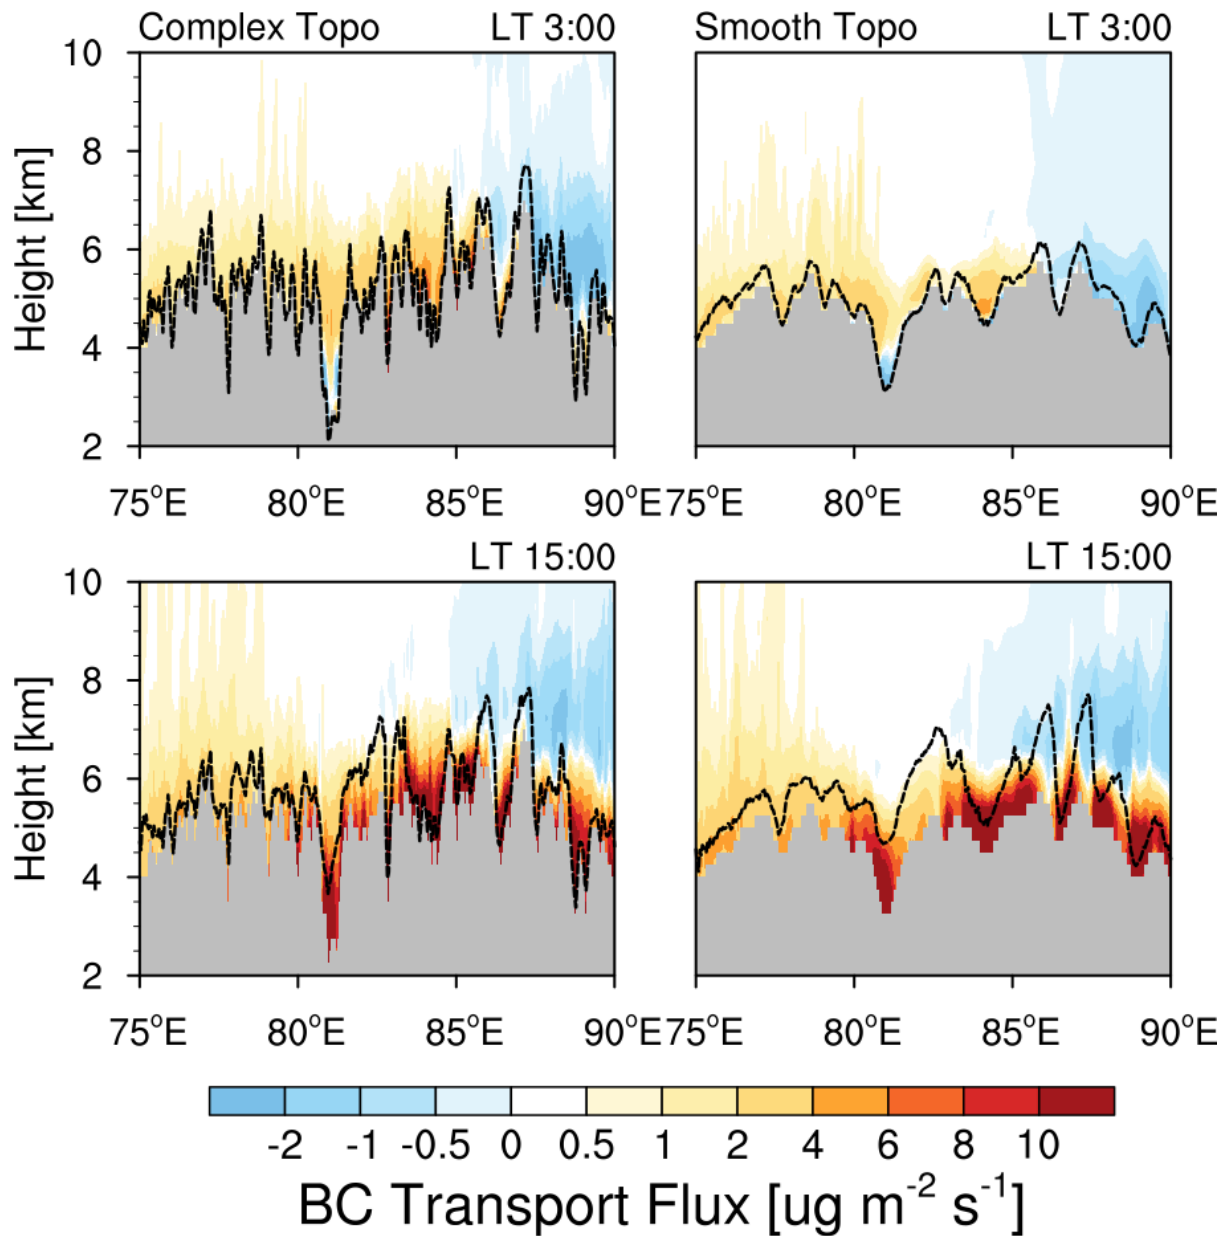 Complex Topo LT 3:00 Smooth Topo LT 3:00
10
8
6
4
2
Height [km]
75°E 80°E 85°E 90°E 75°E 80°E 85°E 90°E
LT 15:00 LT 15:00
10
8
6
4
2
Height [km]
75°E 80°E 85°E 90°E 75°E 80°E 85°E 90°E
-2 -1 -0.5 0 0.5 1 2 4 6 8 10
BC Transport Flux [ug m⁻² s⁻¹]